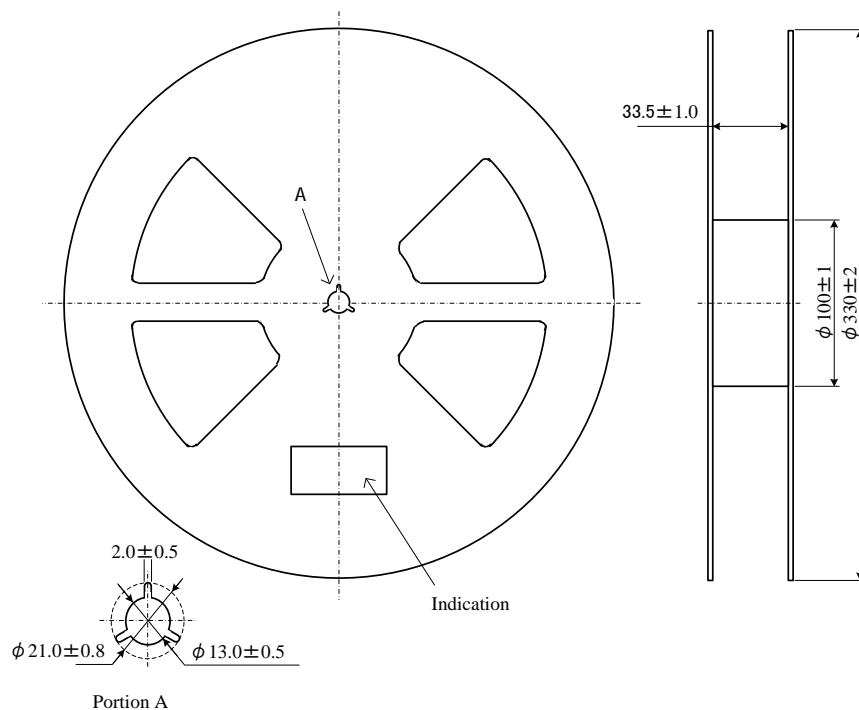 33.5±1.0
A
ϕ100±1
ϕ330±2
2.0±0.5
Indication
ϕ21.0±0.8
ϕ13.0±0.5
Portion A